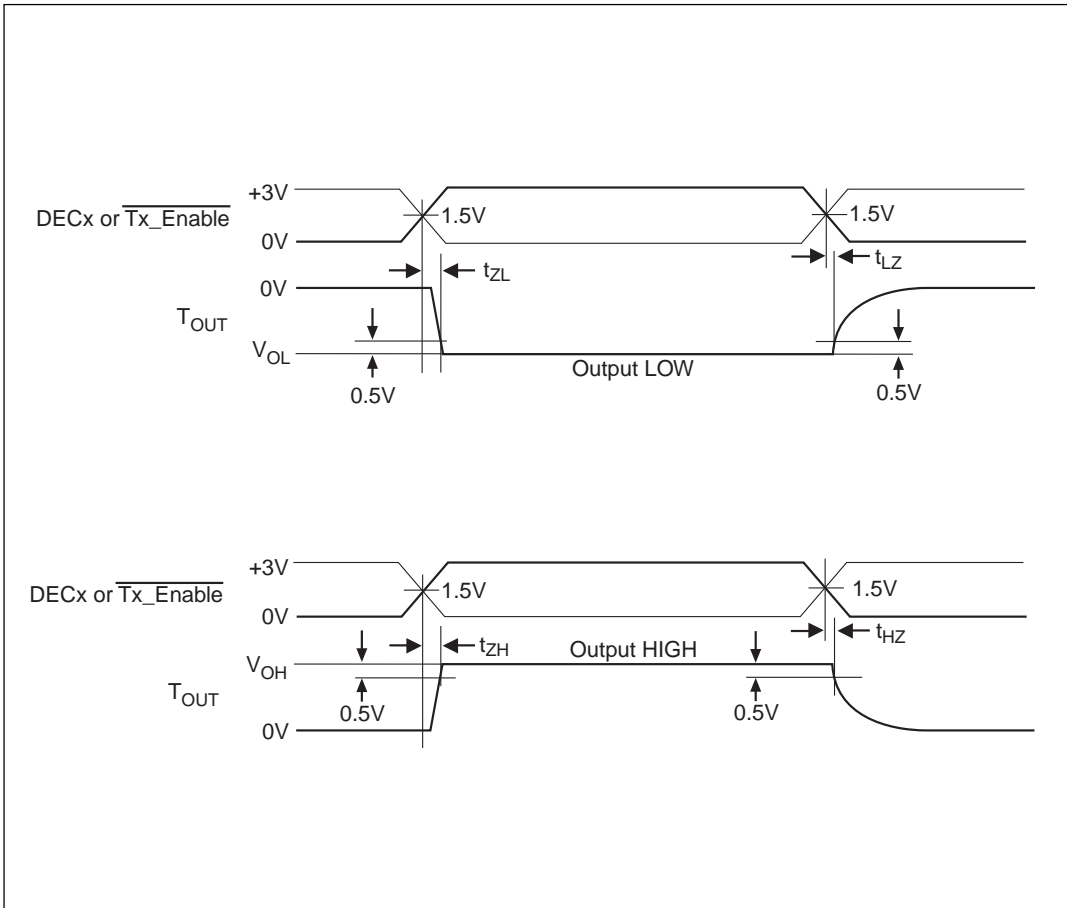 +3V
DECx or Tx_Enable
1.5V
1.5V
0V
tZL
tLZ
0V
TOUT
VOL
Output LOW
0.5V
0.5V
+3V
DECx or Tx_Enable
1.5V
1.5V
0V
tZH
Output HIGH
tHZ
VOH
TOUT
0.5V
0.5V
0V